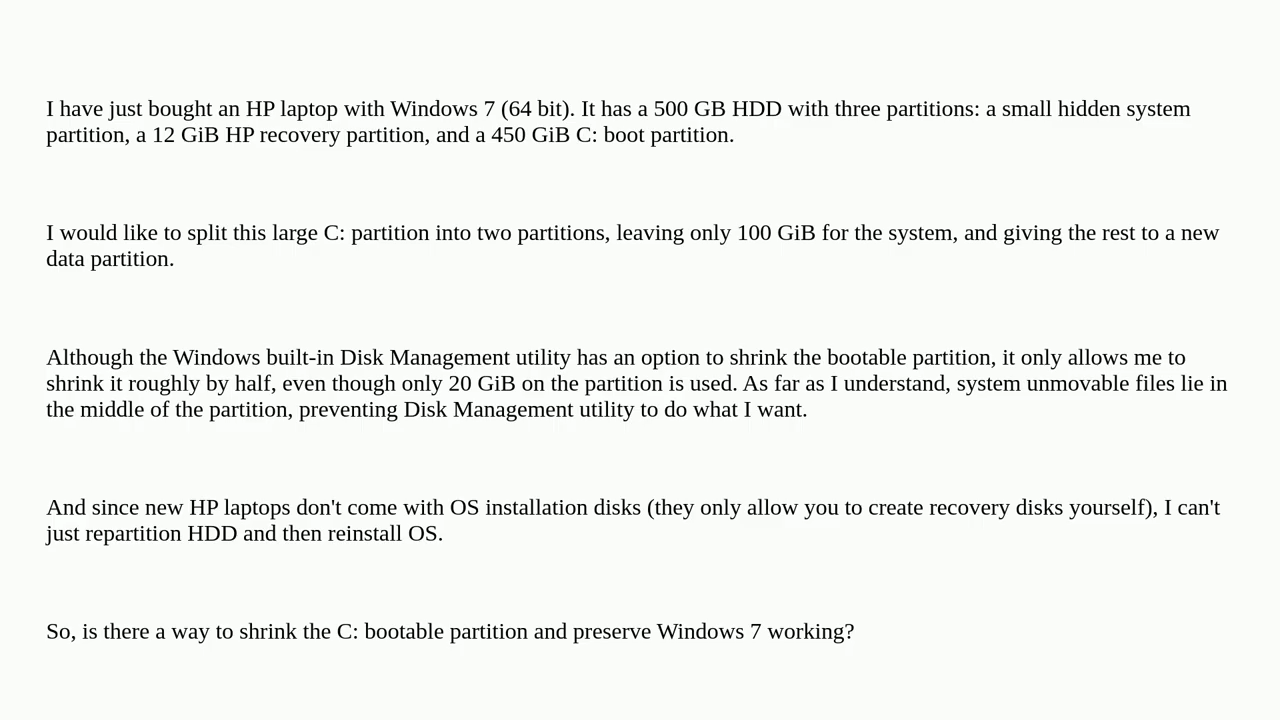 I have just bought an HP laptop with Windows 7 (64 bit). It has a 500 GB HDD with three partitions: a small hidden system
partition, a 12 GiB HP recovery partition, and a 450 GiB C: boot partition.
I would like to split this large C: partition into two partitions, leaving only 100 GiB for the system, and giving the rest to a new
data partition.
Although the Windows built-in Disk Management utility has an option to shrink the bootable partition, it only allows me to
shrink it roughly by half, even though only 20 GiB on the partition is used. As far as I understand, system unmovable files lie in
the middle of the partition, preventing Disk Management utility to do what I want.
And since new HP laptops don't come with OS installation disks (they only allow you to create recovery disks yourself), I can't
just repartition HDD and then reinstall OS.
So, is there a way to shrink the C: bootable partition and preserve Windows 7 working?